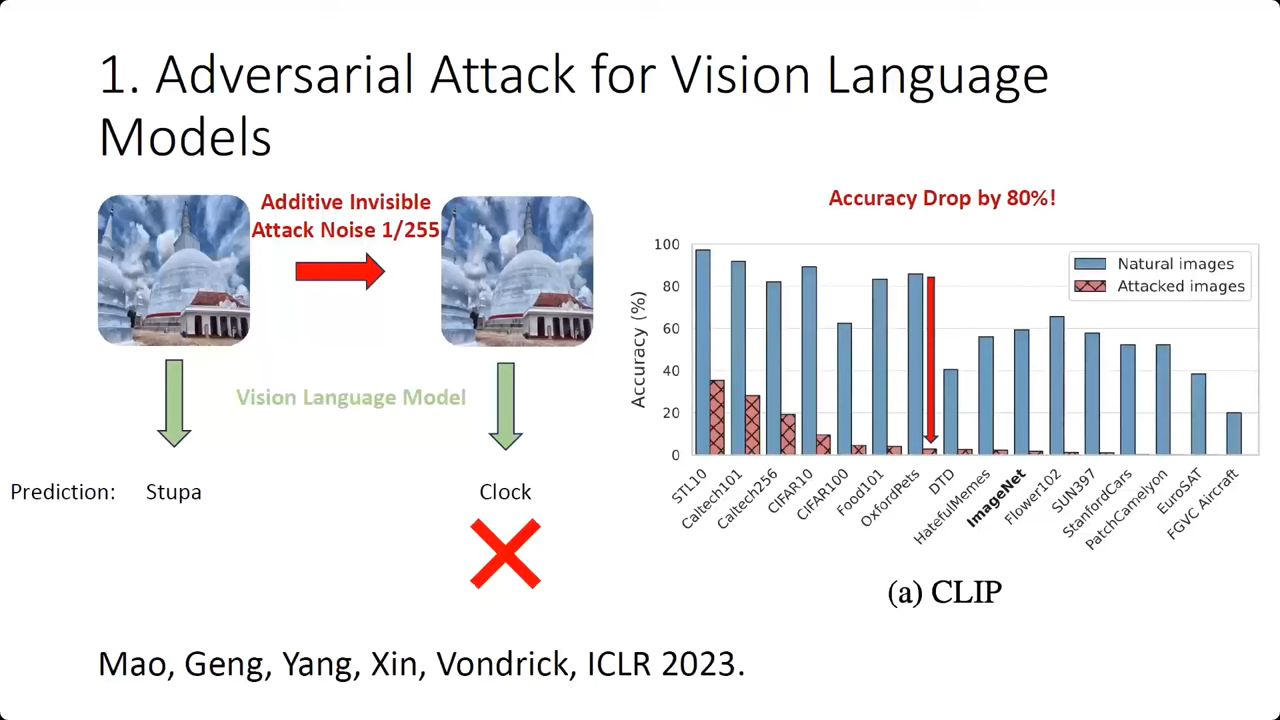 1. Adversarial Attack for Vision Language
Models
Additive Invisible
Attack Noise 1/255
Vision Language Model
Prediction:
Stupa
Clock
Accuracy Drop by 80%!
Accuracy (%)
100
80
60
40
20
0
Natural images
Attacked images
STL10
Caltech101
Caltech256
CIFAR10
CIFAR100
Food101
OxfordPets
DTD
HatefulMemes
ImageNet
Flower102
SUN397
StanfordCars
PatchCamelyon
EuroSAT
FGVC Aircraft
(a) CLIP
Mao, Geng, Yang, Xin, Vondrick, ICLR 2023.